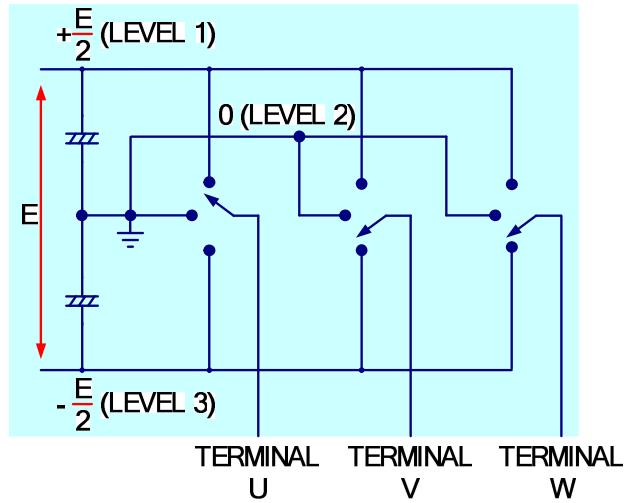 +E/2 (LEVEL 1)
0 (LEVEL 2)
E
- E/2 (LEVEL 3)
TERMINAL U
TERMINAL V
TERMINAL W